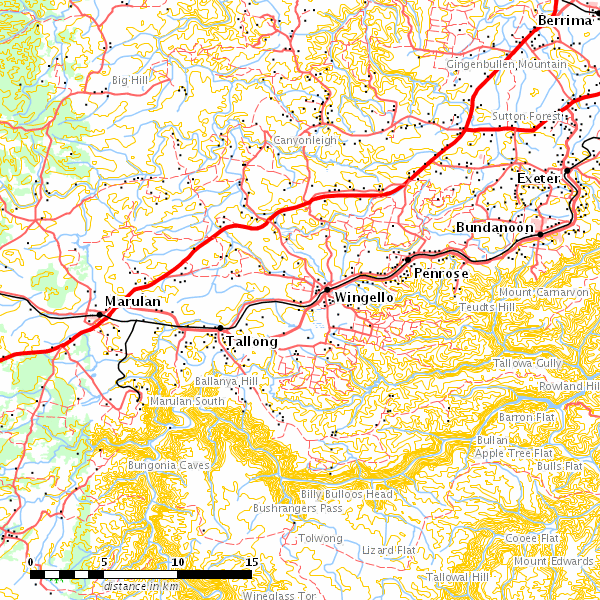 Berrima
Gingenbullen Mountain
Big Hill
Sutton Forest
Canyonleigh
Exeter
Bundanoon
Penrose
Mount Carnarvon
Wingello
Marulan
Teudts Hill
Tallong
Tallowa Gully
Ballanya Hill
Rowland Hill
Marulan South
Barron Flat
Bullan
Apple Tree Flat
Bungonia Caves
Bulls Flat
Billy Bulloos Head
Bushrangers Pass
Tolwong
Cooee Flat
Lizard Flat
Mount Edwards
0 5 10 15
distance in km
Tallowal Hill
Wineglass Tor